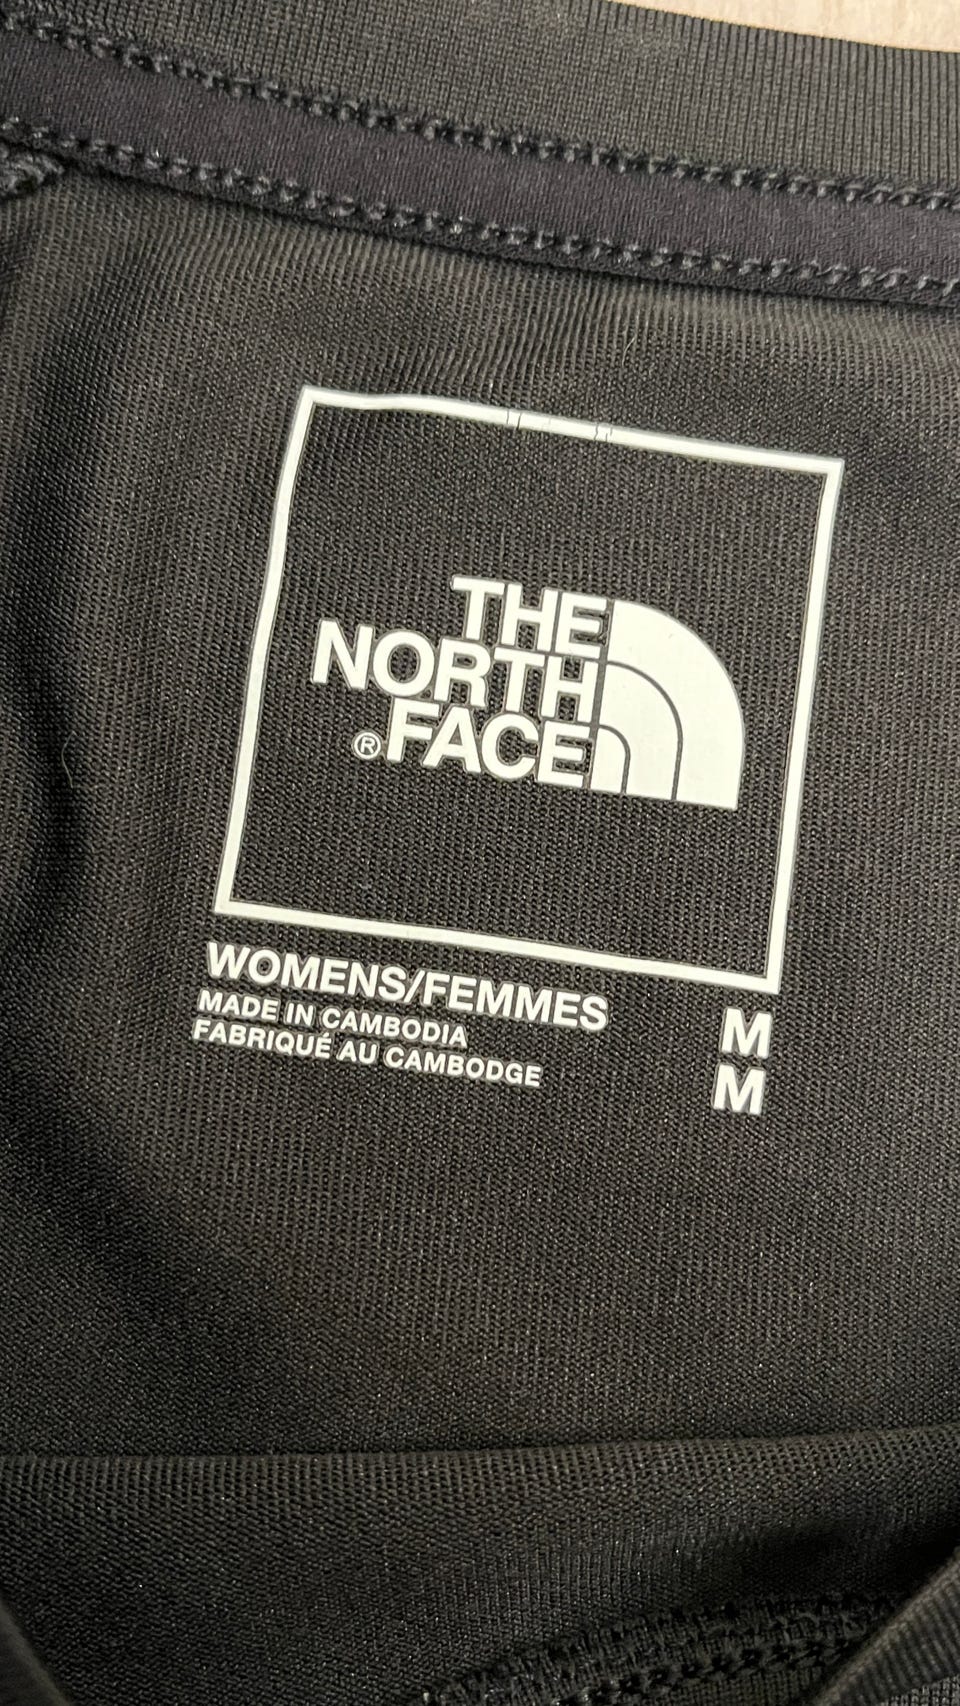 THE
NORTH
®FACE
WOMENS/FEMMES
MADE IN CAMBODIA
FABRIQUÉ AU CAMBODGE
M
M